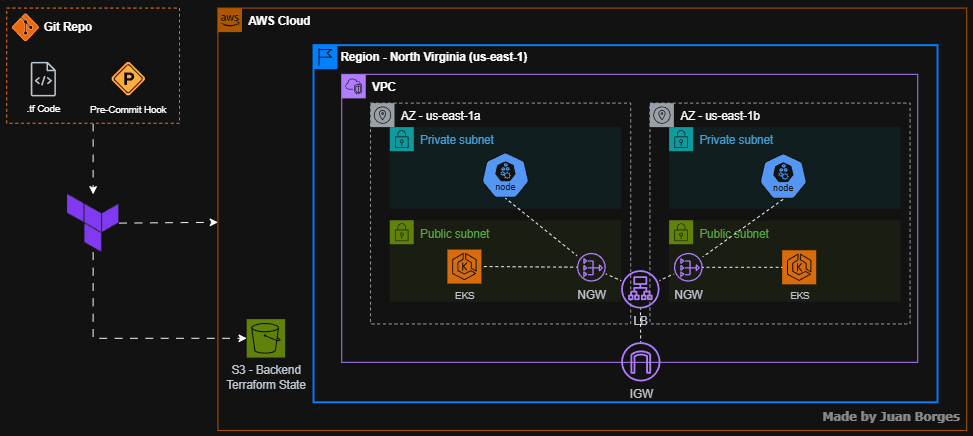 Git Repo
.tf Code
Pre-Commit Hook
aws
AWS Cloud
Region - North Virginia (us-east-1)
VPC
AZ - us-east-1a
Private subnet
node
Public subnet
EKS
NGW
AZ - us-east-1b
Private subnet
node
Public subnet
NGW
EKS
LB
IGW
S3 - Backend
Terraform State
Made by Juan Borges